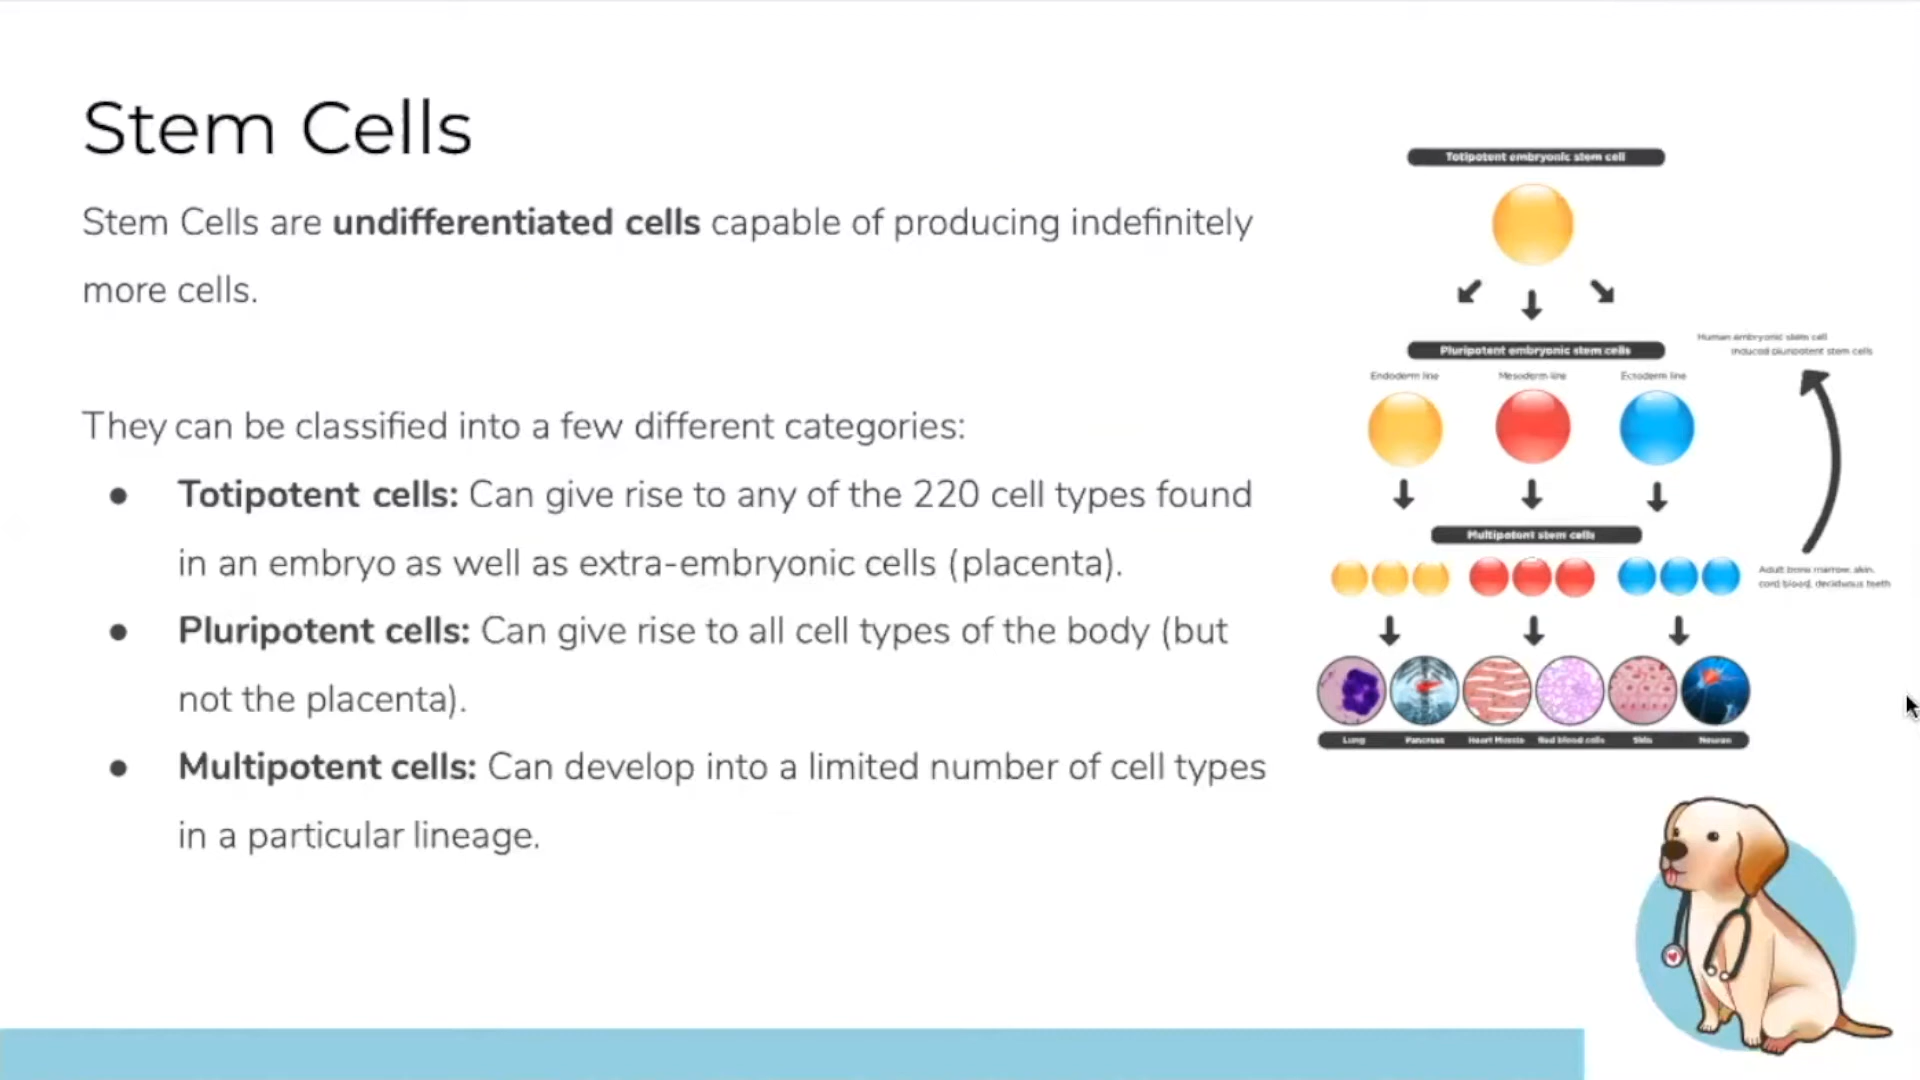 Stem Cells
Stem Cells are undifferentiated cells capable of producing indefinitely
more cells.
They can be classified into a few different categories:
● Totipotent cells: Can give rise to any of the 220 cell types found
in an embryo as well as extra-embryonic cells (placenta).
● Pluripotent cells: Can give rise to all cell types of the body (but
not the placenta).
● Multipotent cells: Can develop into a limited number of cell types
in a particular lineage.
Totipotent embryonic stem cell
Pluripotent embryonic stem cells
Human embryonic stem cell
induced pluripotent stem cells
Endoderm line Mesoderm line Ectoderm line
Multipotent stem cells
Adult bone marrow, skin,
cord blood, deciduous teeth
Lung Pancreas Heart Muscle Red blood cells Skin Neuron